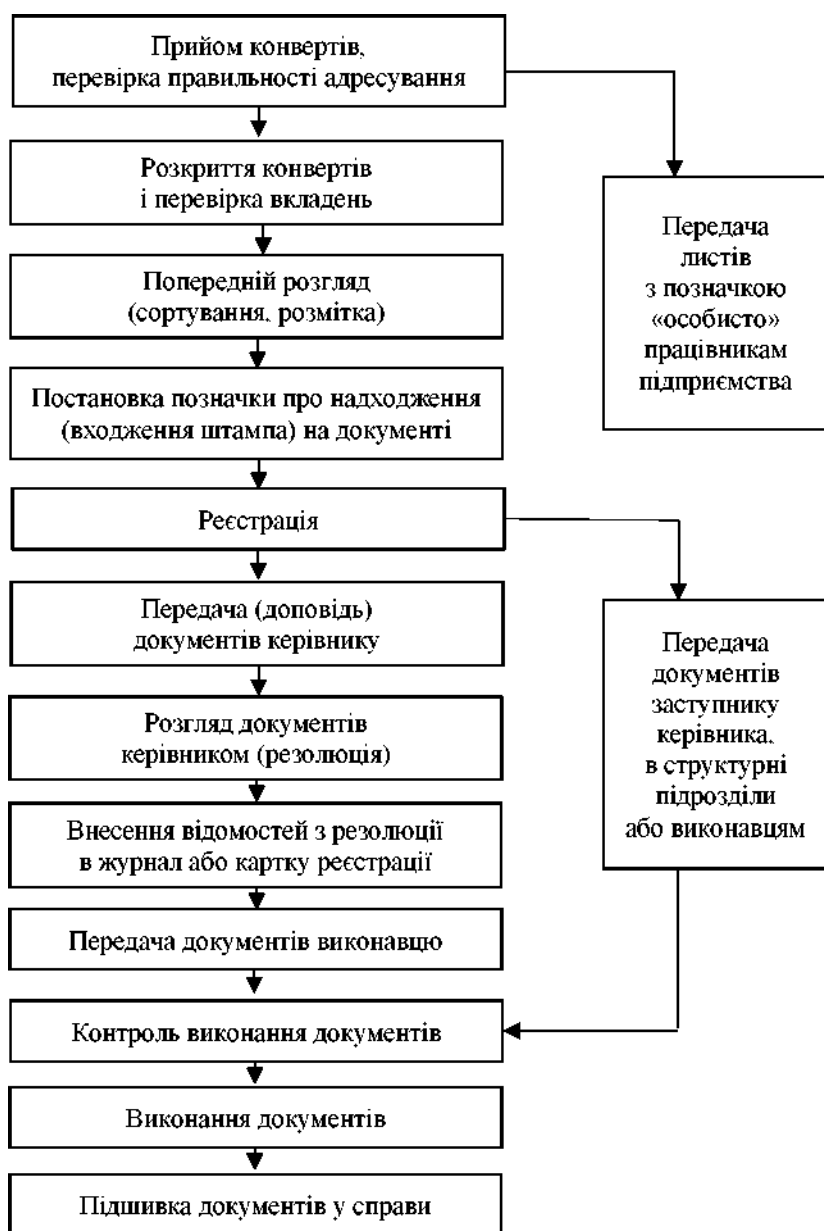 Прийом конвертів,
перевірка правильності адресування
Розкриття конвертів
і перевірка вкладень
Передача
листів
з позначкою
«особисто»
працівникам
підприємства
Попередній розгляд
(сортування, розмітка)
Постановка позначки про надходження
(входження штампа) на документі
Реєстрація
Передача (доповідь)
документів керівнику
Передача
документів
заступнику
керівника,
в структурні
підрозділи
або виконавцям
Розгляд документів
керівником (резолюція)
Внесення відомостей з резолюції
в журнал або картку реєстрації
Передача документів виконавцю
Контроль виконання документів
Виконання документів
Підшивка документів у справи